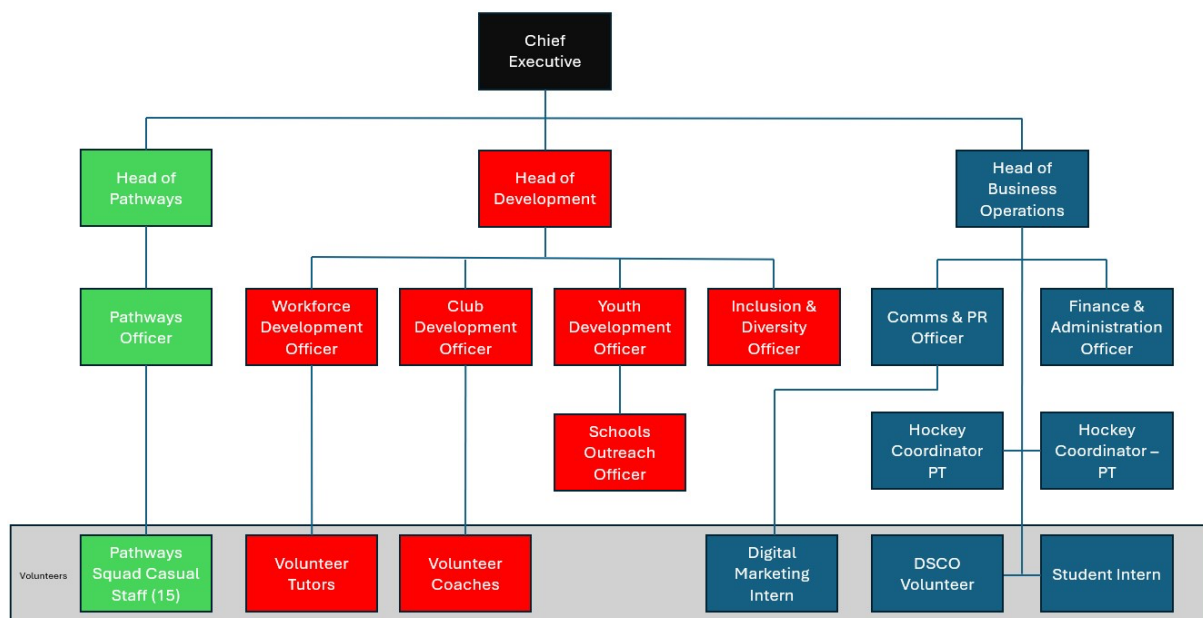 Chief
Executive
Head of
Pathways
Head of
Development
Head of
Business
Operations
Pathways
Officer
Workforce
Development
Officer
Club
Development
Officer
Youth
Development
Officer
Inclusion &
Diversity
Officer
Comms & PR
Officer
Finance &
Administration
Officer
Schools
Outreach
Officer
Hockey
Coordinator
PT
Hockey
Coordinator –
PT
Volunteers
Pathways
Squad Casual
Staff (15)
Volunteer
Tutors
Volunteer
Coaches
Digital
Marketing
Intern
DSCO
Volunteer
Student Intern